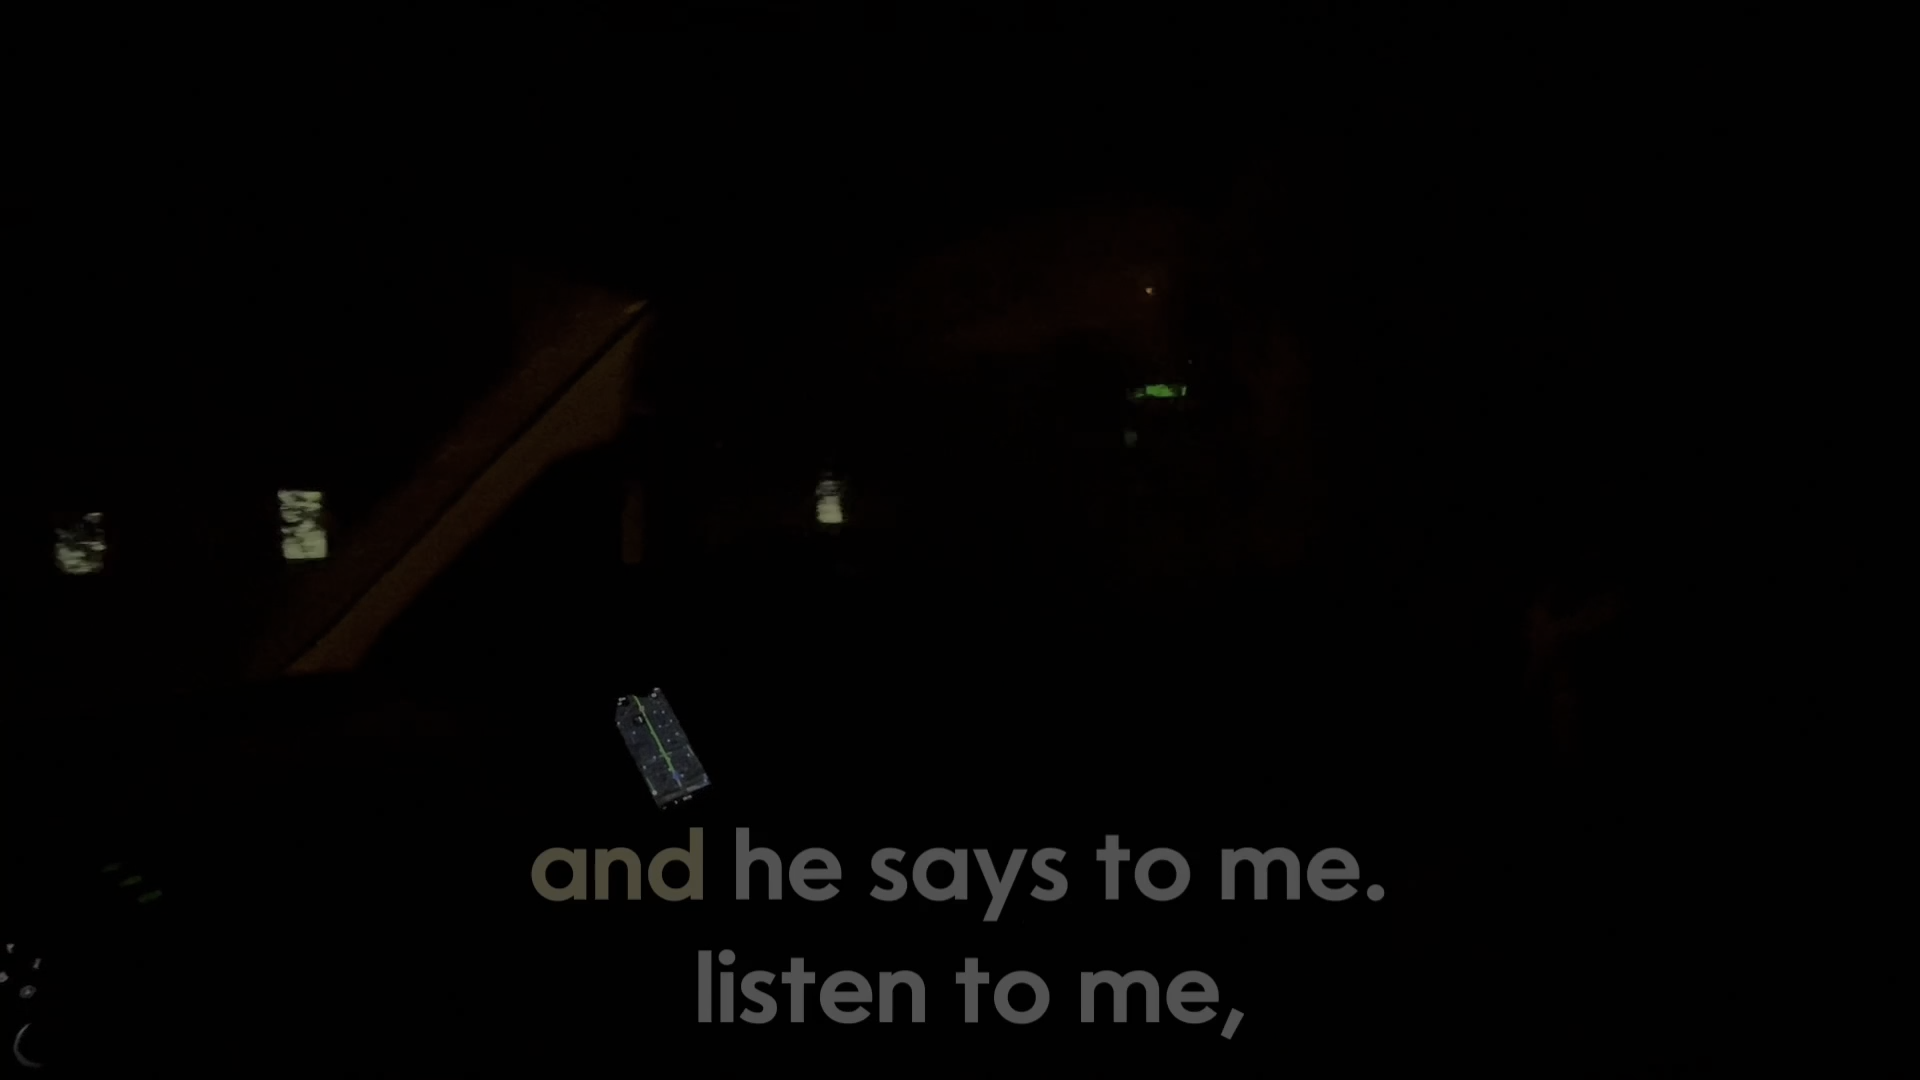 and he says to me.
listen to me,